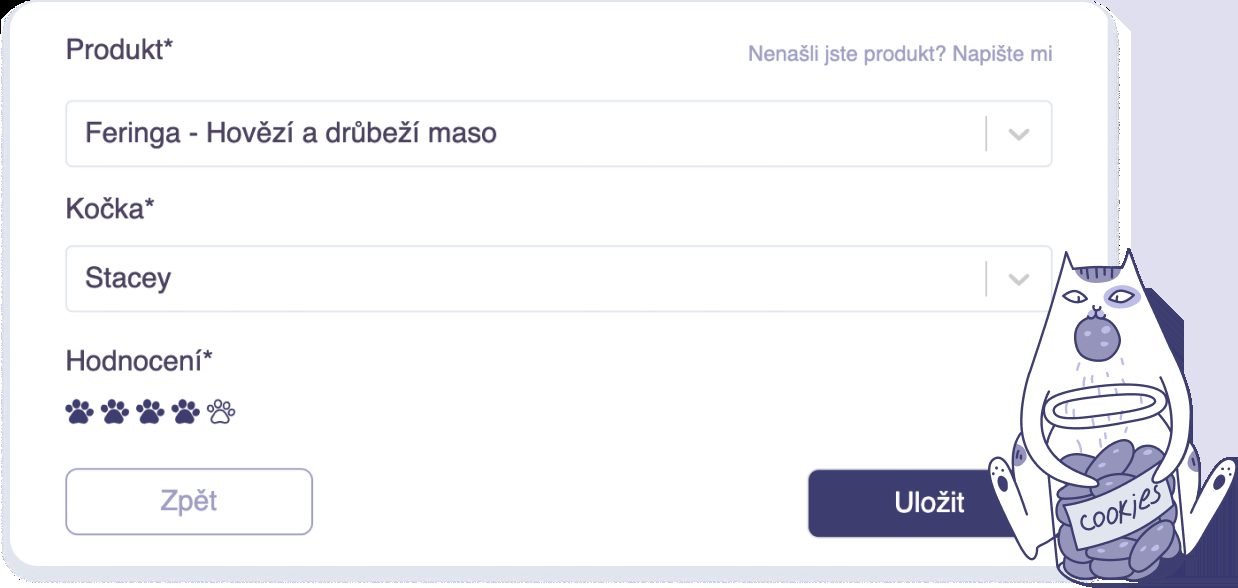 Produkt*
Nenašli jste produkt? Napište mi
Feringa - Hovězí a drůbeží maso
Kočka*
Stacey
Hodnocení*
Zpět
Uložit
cookies